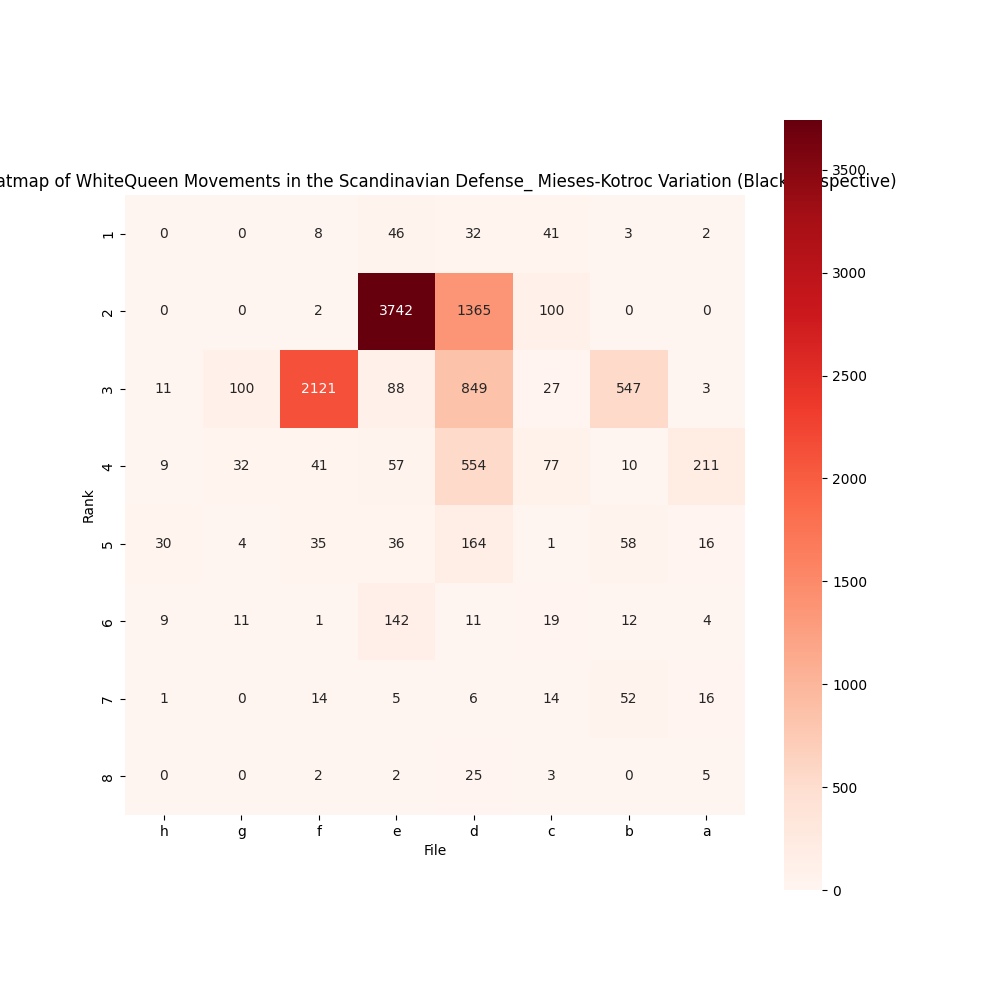 atmap of WhiteQueen Movements in the Scandinavian Defense_ Mieses-Kotroc Variation (Black spective)
Rank
1 0 0 8 46 32 41 3 2
2 0 0 2 3742 1365 100 0 0
3 11 100 2121 88 849 27 547 3
4 9 32 41 57 554 77 10 211
5 30 4 35 36 164 1 58 16
6 9 11 1 142 11 19 12 4
7 1 0 14 5 6 14 52 16
8 0 0 2 2 25 3 0 5
h g f e d c b a
File
3500
3000
2500
2000
1500
1000
500
0